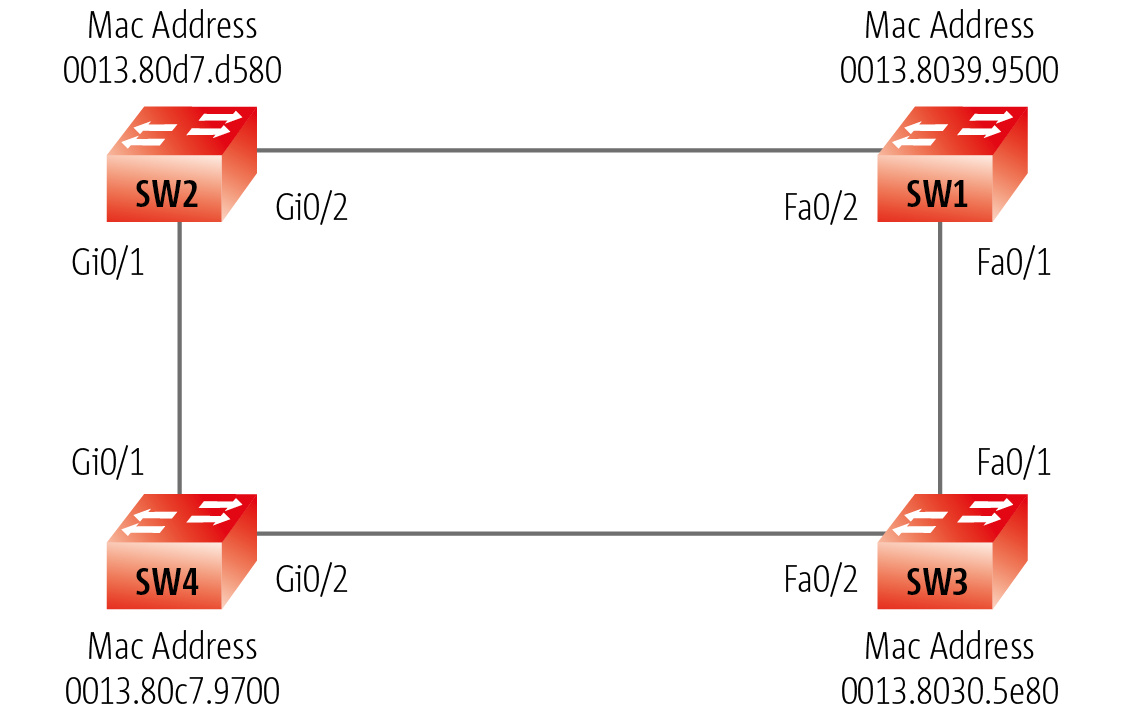 Mac Address
0013.80d7.d580
Mac Address
0013.8039.9500
SW2
SW1
Gi0/2
Fa0/2
Gi0/1
Fa0/1
Gi0/1
Fa0/1
SW4
SW3
Gi0/2
Fa0/2
Mac Address
0013.80c7.9700
Mac Address
0013.8030.5e80